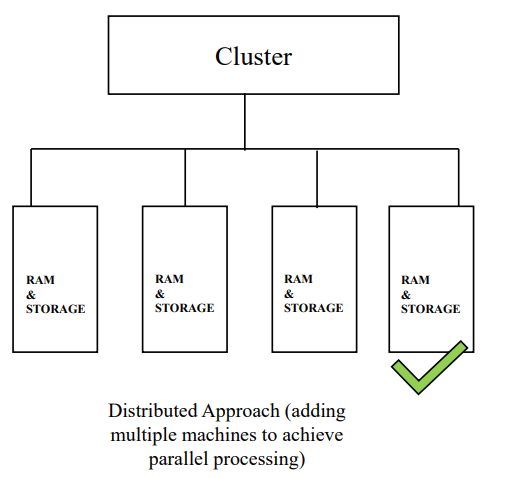 Cluster
RAM
&
STORAGE
RAM
&
STORAGE
RAM
&
STORAGE
RAM
&
STORAGE
Distributed Approach (adding
multiple machines to achieve
parallel processing)